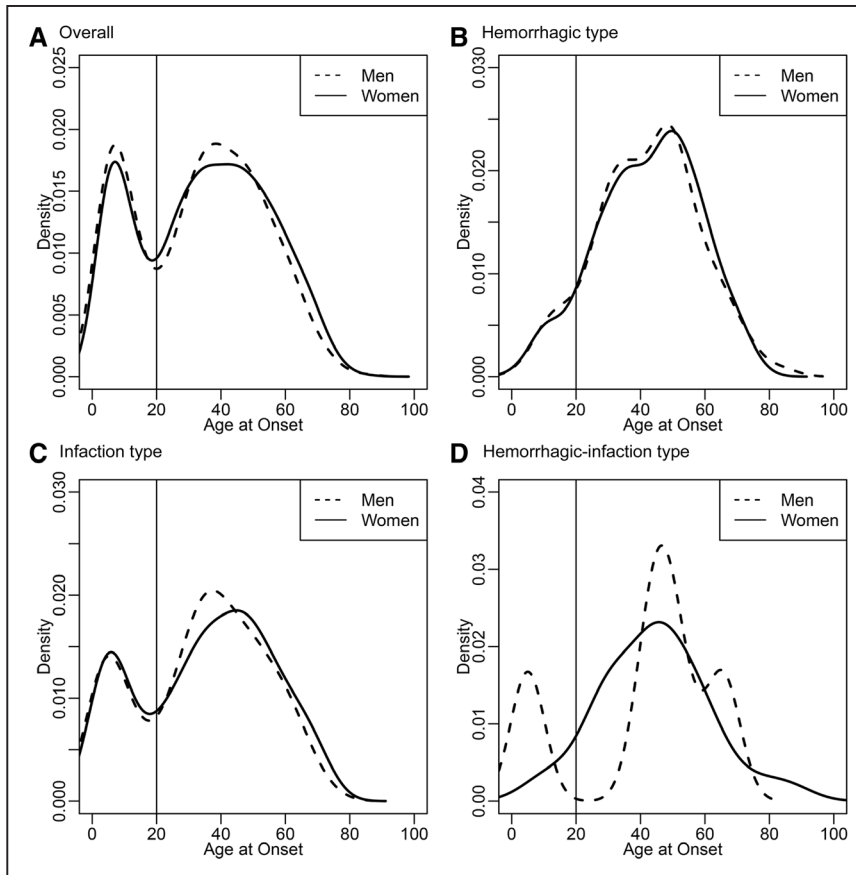 A Overall
Men
Women
Density
0.000 0.005 0.010 0.015 0.020 0.025
0 20 40 60 80 100
Age at Onset
B Hemorrhagic type
Men
Women
Density
0.000 0.010 0.020 0.030
0 20 40 60 80 100
Age at Onset
C Infaction type
Men
Women
Density
0.000 0.010 0.020 0.030
0 20 40 60 80 100
Age at Onset
D Hemorrhagic-infaction type
Men
Women
Density
0.00 0.01 0.02 0.03 0.04
0 20 40 60 80 100
Age at Onset